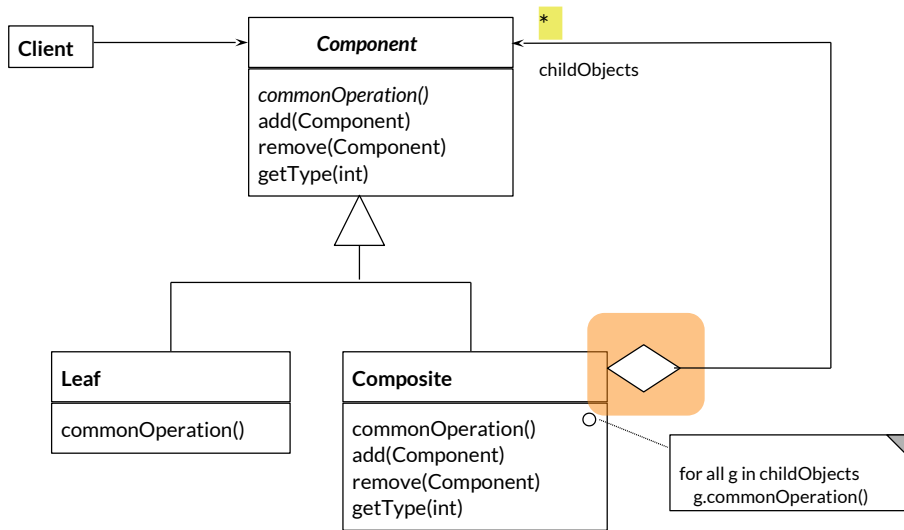 Client
Component
*
childObjects
commonOperation()
add(Component)
remove(Component)
getType(int)
Leaf
commonOperation()
Composite
commonOperation()
add(Component)
remove(Component)
getType(int)
for all g in childObjects
g.commonOperation()